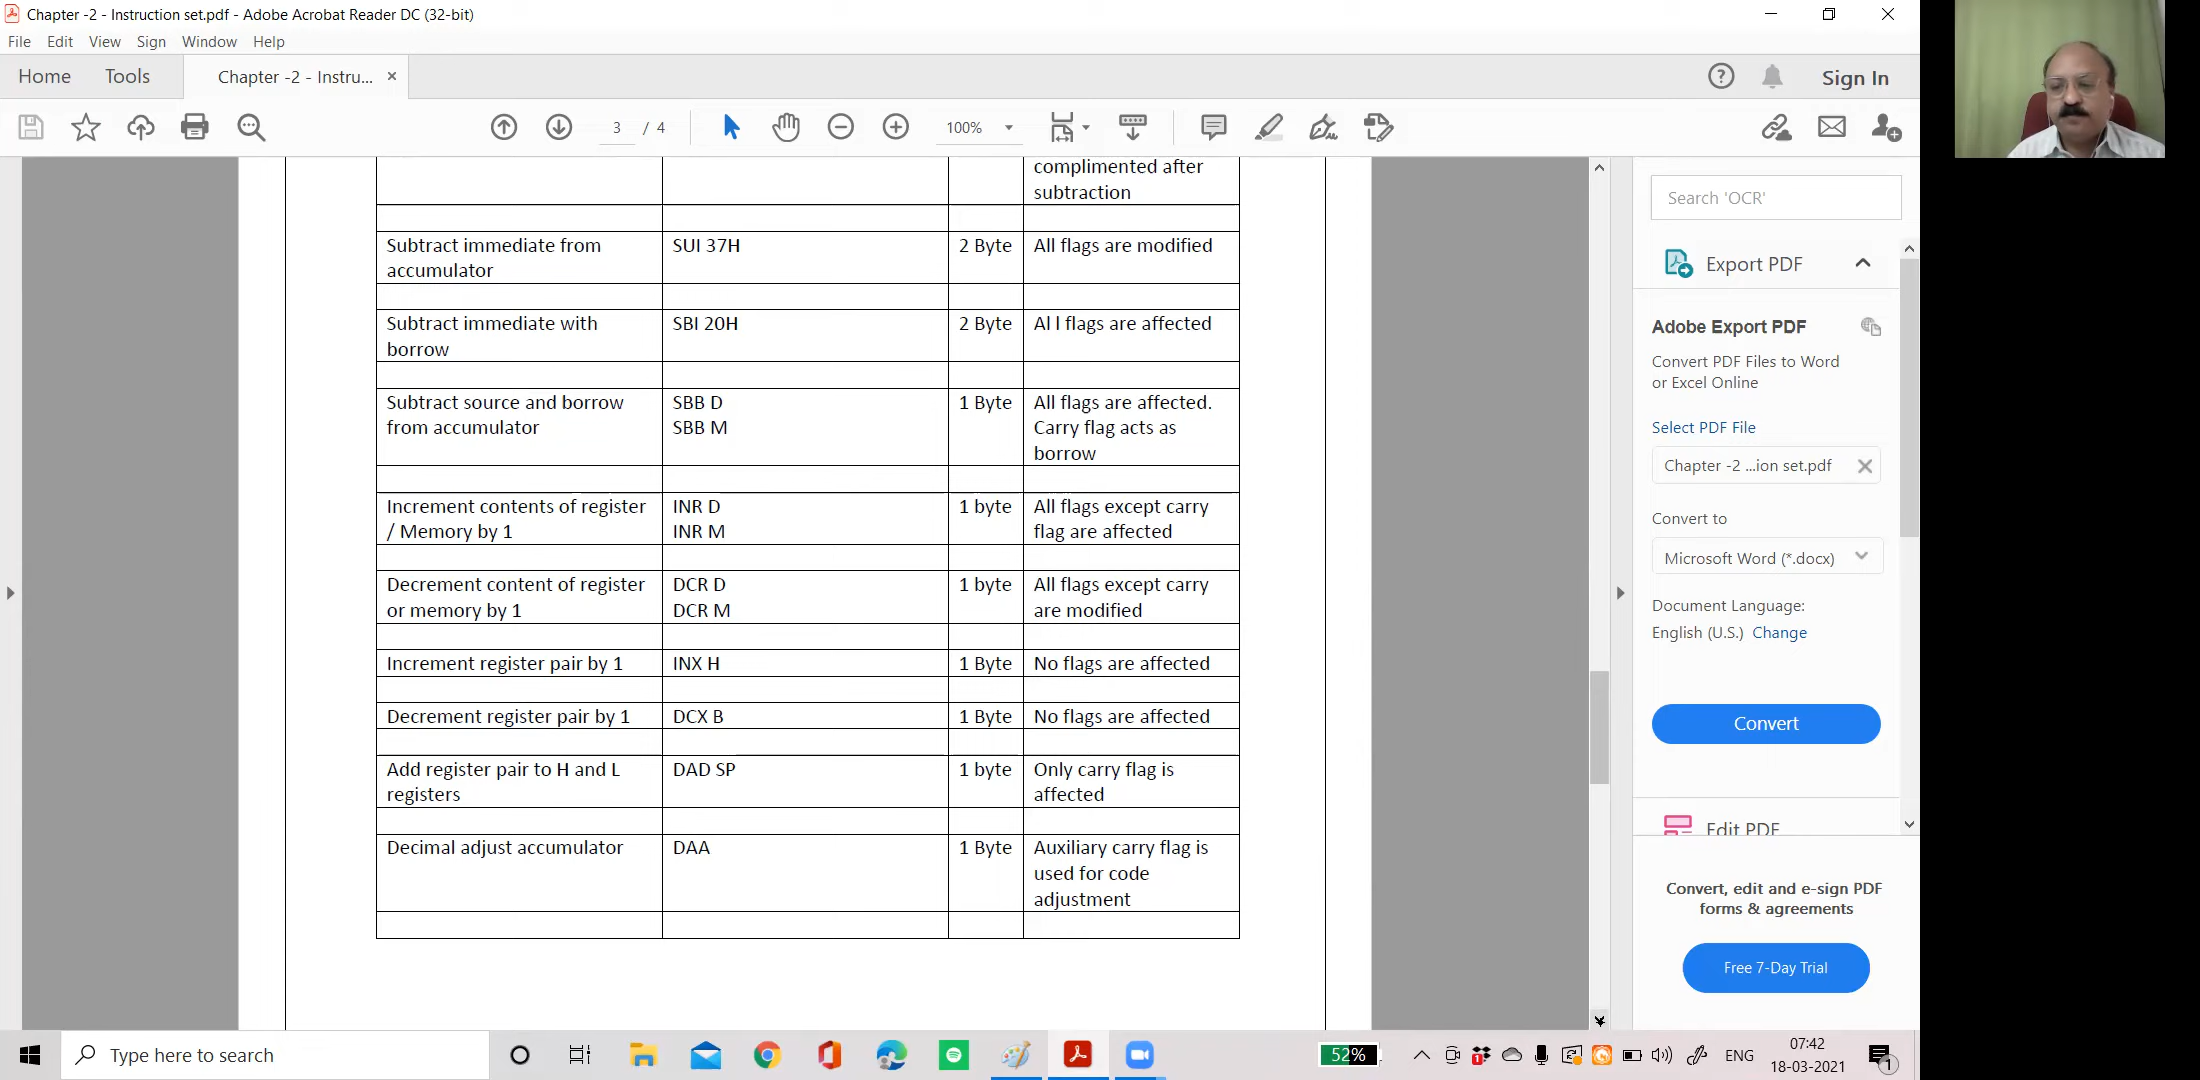 Chapter -2 - Instruction set.pdf - Adobe Acrobat Reader DC (32-bit)
File Edit View Sign Window Help
Home Tools Chapter -2 - Instru... Sign In
3 / 4 100%
complimented after
subtraction
Subtract immediate from
accumulator
SUI 37H
2 Byte
All flags are modified
Subtract immediate with
borrow
SBI 20H
2 Byte
Al l flags are affected
Subtract source and borrow
from accumulator
SBB D
SBB M
1 Byte
All flags are affected.
Carry flag acts as
borrow
Increment contents of register
/ Memory by 1
INR D
INR M
1 byte
All flags except carry
flag are affected
Decrement content of register
or memory by 1
DCR D
DCR M
1 byte
All flags except carry
are modified
Increment register pair by 1
INX H
1 Byte
No flags are affected
Decrement register pair by 1
DCX B
1 Byte
No flags are affected
Add register pair to H and L
registers
DAD SP
1 byte
Only carry flag is
affected
Decimal adjust accumulator
DAA
1 Byte
Auxiliary carry flag is
used for code
adjustment
Search 'OCR'
Export PDF
Adobe Export PDF
Convert PDF Files to Word
or Excel Online
Select PDF File
Chapter -2 ...ion set.pdf
Convert to
Microsoft Word (*.docx)
Document Language:
English (U.S.) Change
Convert
Edit PDF
Convert, edit and e-sign PDF
forms & agreements
Free 7-Day Trial
Type here to search
52%
1
ENG
07:42
18-03-2021
1